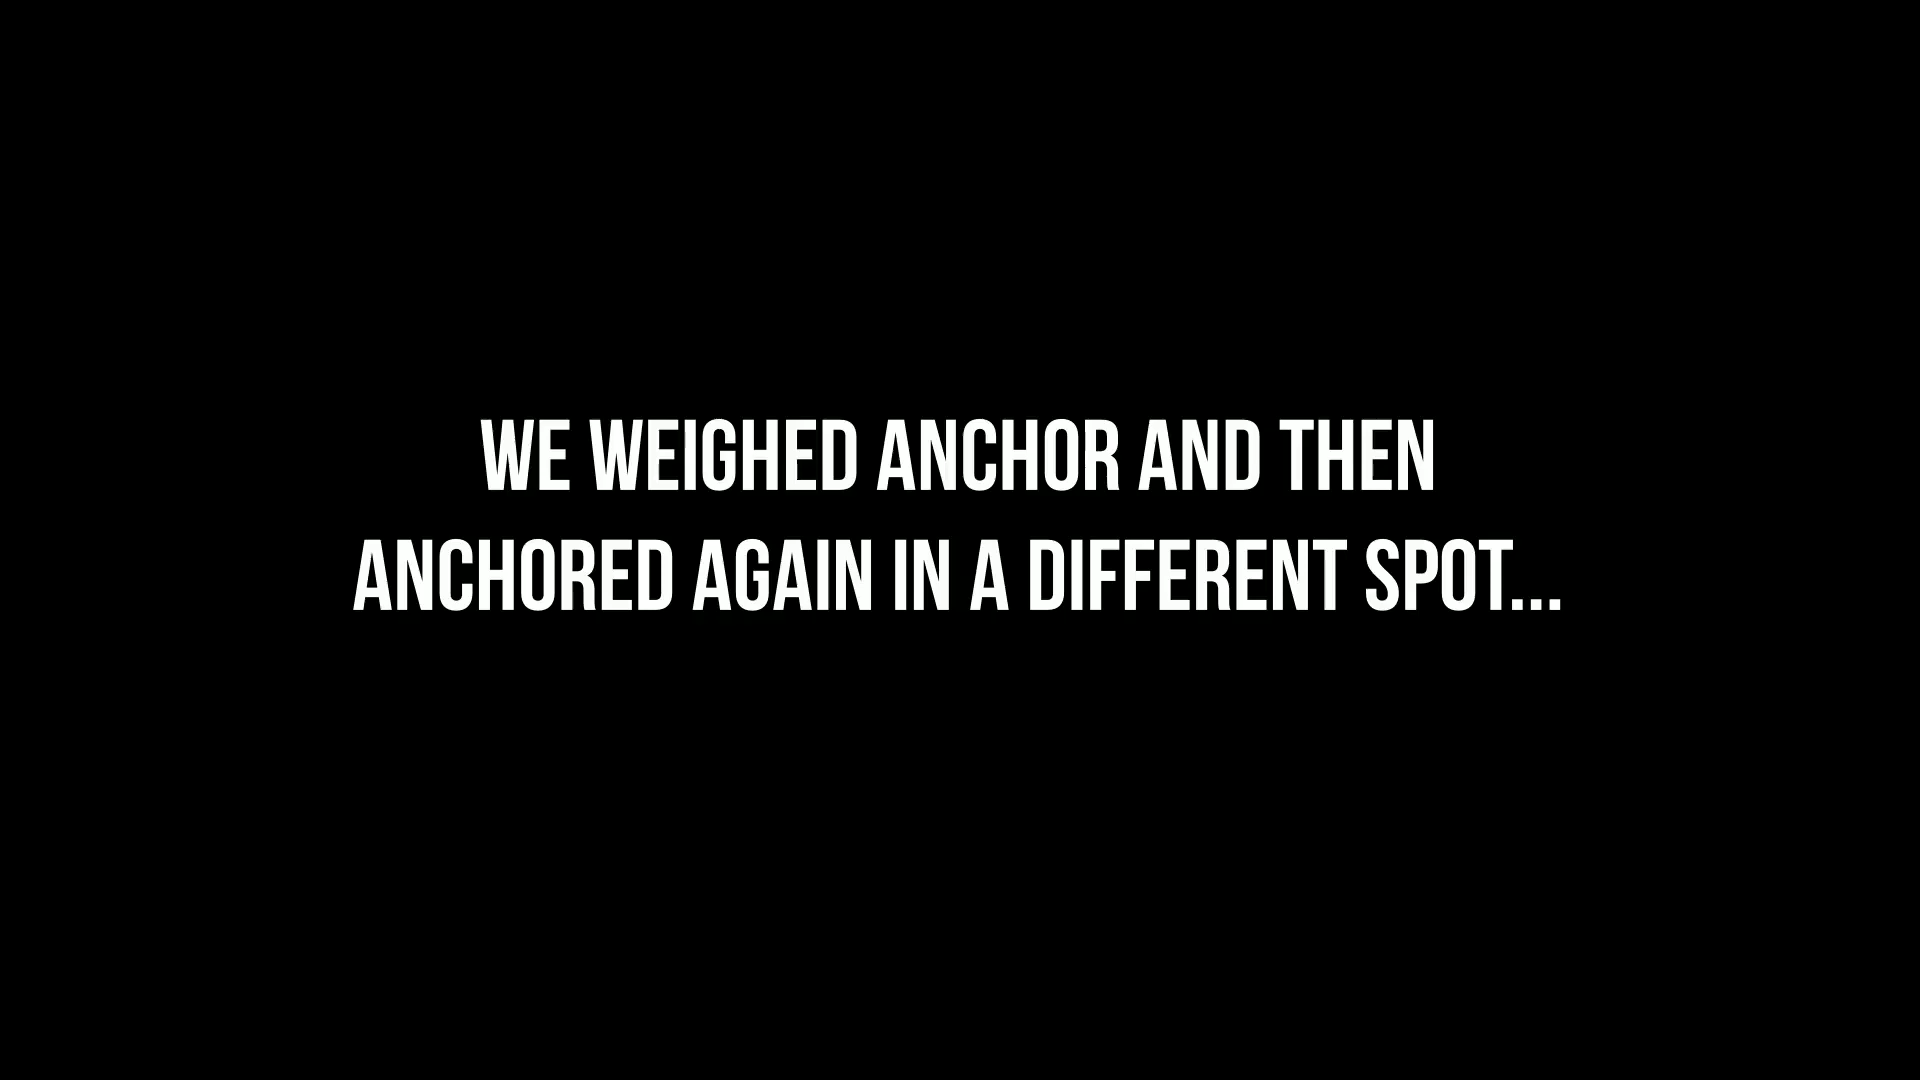 WE WEIGHED ANCHOR AND THEN
ANCHORED AGAIN IN A DIFFERENT SPOT...